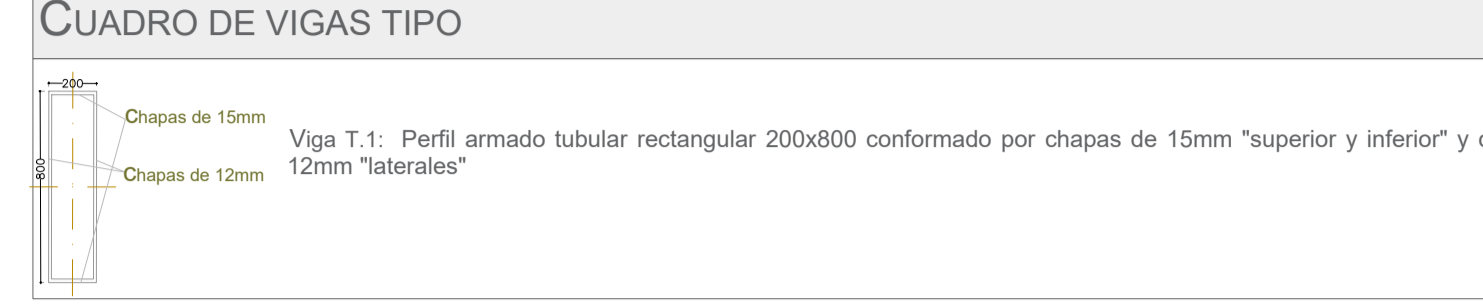 CUADRO DE VIGAS TIPO
200
Chapas de 15mm
Viga T.1: Perfil armado tubular rectangular 200x800 conformado por chapas de 15mm "superior y inferior" y
12mm "laterales"
800
Chapas de 12mm